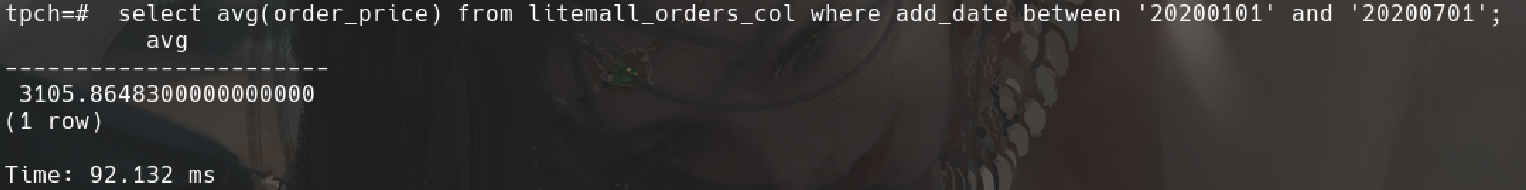 tpch=#  select avg(order_price) from litemall_orders_col where add_date between '20200101' and '20200701';
          avg
-----------------------
 3105.8648300000000000
(1 row)

Time: 92.132 ms